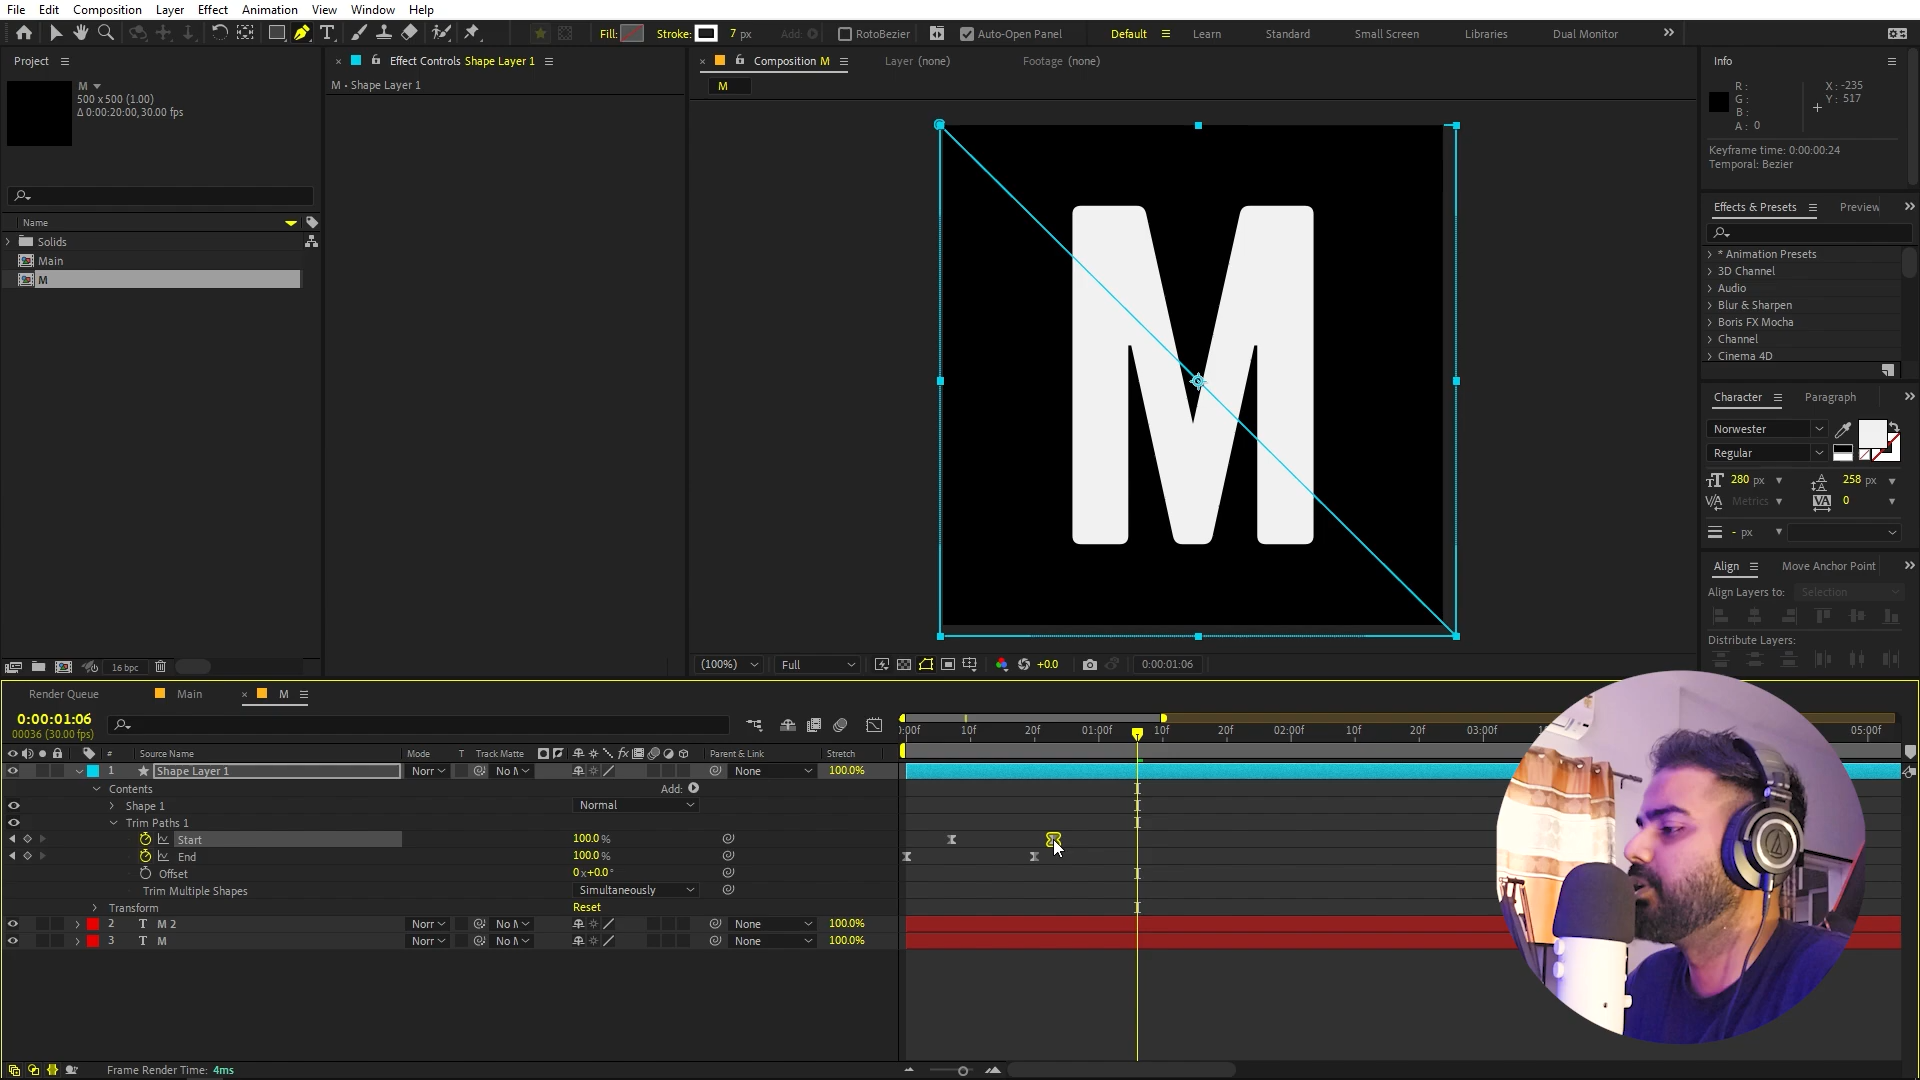 File Edit Composition Layer Effect Animation View Window Help
Fill: Stroke: 7 px Add: RotoBezier Auto-Open Panel Default Learn Standard Small Screen Libraries Dual Monitor
Project
M
500 x 500 (1.00)
Δ 0:00:20:00, 30.00 fps
Name
Solids
Main
M
16 bpc
Effect Controls Shape Layer 1
M • Shape Layer 1
Composition M Layer (none) Footage (none)
M
M
(100%) Full +0.0 0:00:01:06
Info
R :
G :
B :
A : 0
X : -235
Y : 517
Keyframe time: 0:00:00:24
Temporal: Bezier
Effects & Presets Preview
* Animation Presets
3D Channel
Audio
Blur & Sharpen
Boris FX Mocha
Channel
Cinema 4D
Character Paragraph
Norwester
Regular
280 px 258 px
Metrics 0
- px
Align Move Anchor Point
Align Layers to: Selection
Distribute Layers:
Render Queue Main M
0:00:01:06
00036 (30.00 fps)
:00f 10f 20f 01:00f 10f 20f 02:00f 10f 20f 03:00f 05:00f
# Source Name Mode T Track Matte fx Parent & Link Stretch
1 Shape Layer 1 Norr No M None 100.0%
Contents Add:
Shape 1 Normal
Trim Paths 1
Start 100.0 %
End 100.0 %
Offset 0x+0.0°
Trim Multiple Shapes Simultaneously
Transform Reset
2 T M 2 Norr No M None 100.0%
3 T M Norr No M None 100.0%
Frame Render Time: 4ms